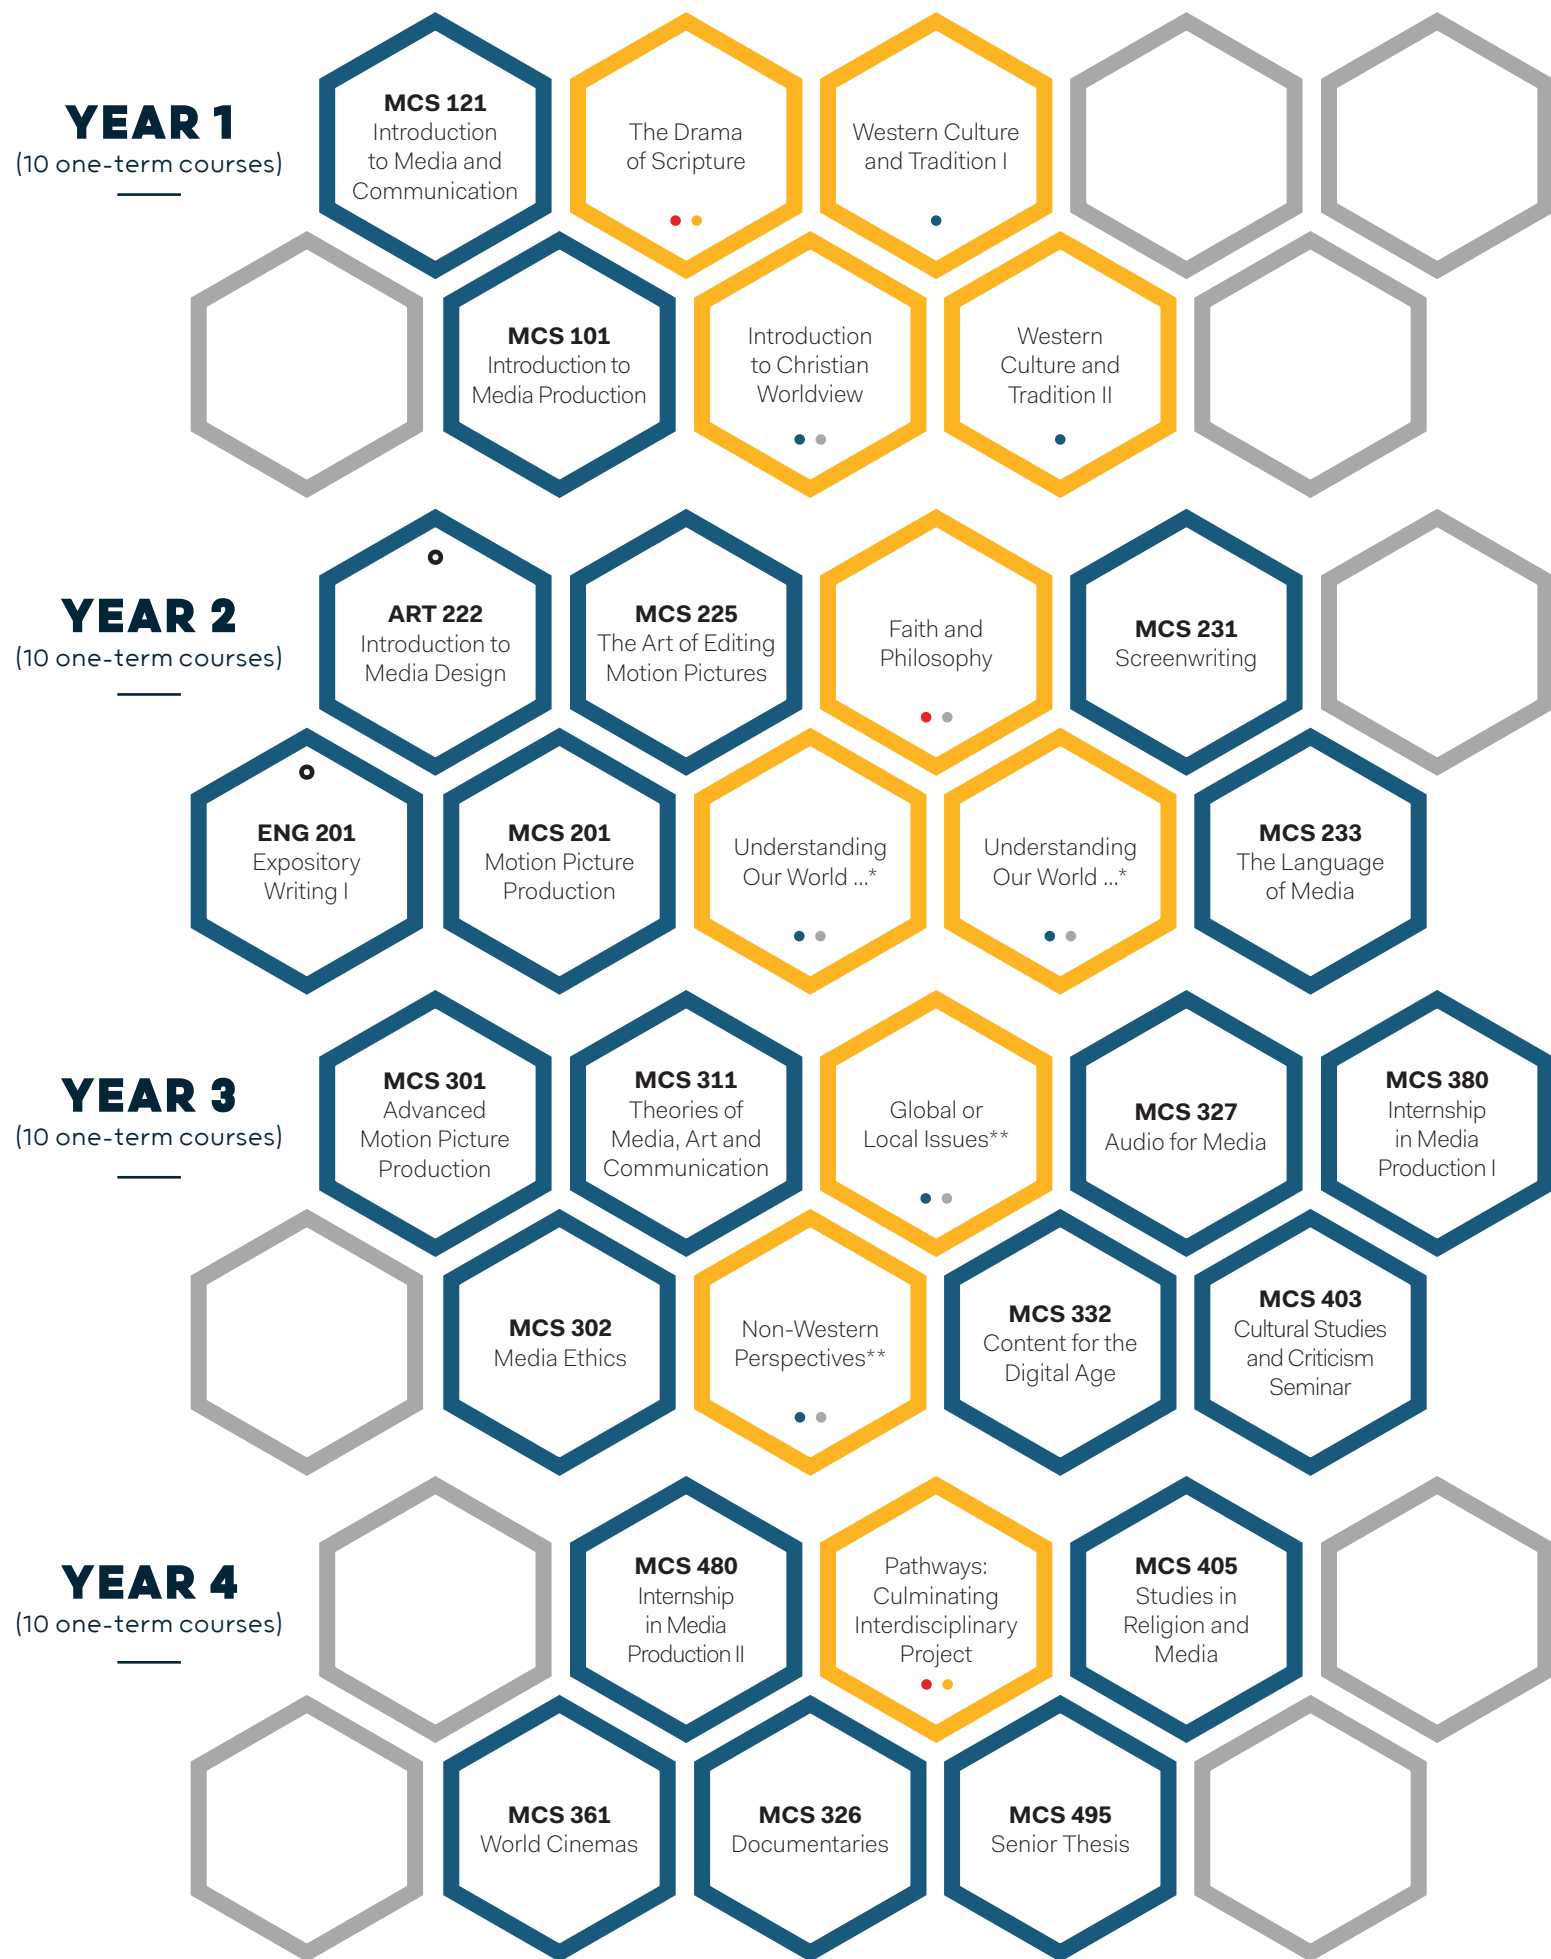 YEAR 1
(10 one-term courses)
MCS 121
Introduction
to Media and
Communication
The Drama
of Scripture
Western Culture
and Tradition I
MCS 101
Introduction to
Media Production
Introduction
to Christian
Worldview
Western
Culture and
Tradition II
YEAR 2
(10 one-term courses)
ART 222
Introduction to
Media Design
MCS 225
The Art of Editing
Motion Pictures
Faith and
Philosophy
MCS 231
Screenwriting
ENG 201
Expository
Writing I
MCS 201
Motion Picture
Production
Understanding
Our World ...*
Understanding
Our World ...*
MCS 233
The Language
of Media
YEAR 3
(10 one-term courses)
MCS 301
Advanced
Motion Picture
Production
MCS 311
Theories of
Media, Art and
Communication
Global or
Local Issues**
MCS 327
Audio for Media
MCS 380
Internship
in Media
Production I
MCS 302
Media Ethics
Non-Western
Perspectives**
MCS 332
Content for the
Digital Age
MCS 403
Cultural Studies
and Criticism
Seminar
YEAR 4
(10 one-term courses)
MCS 480
Internship
in Media
Production II
Pathways:
Culminating
Interdisciplinary
Project
MCS 405
Studies in
Religion and
Media
MCS 361
World Cinemas
MCS 326
Documentaries
MCS 495
Senior Thesis